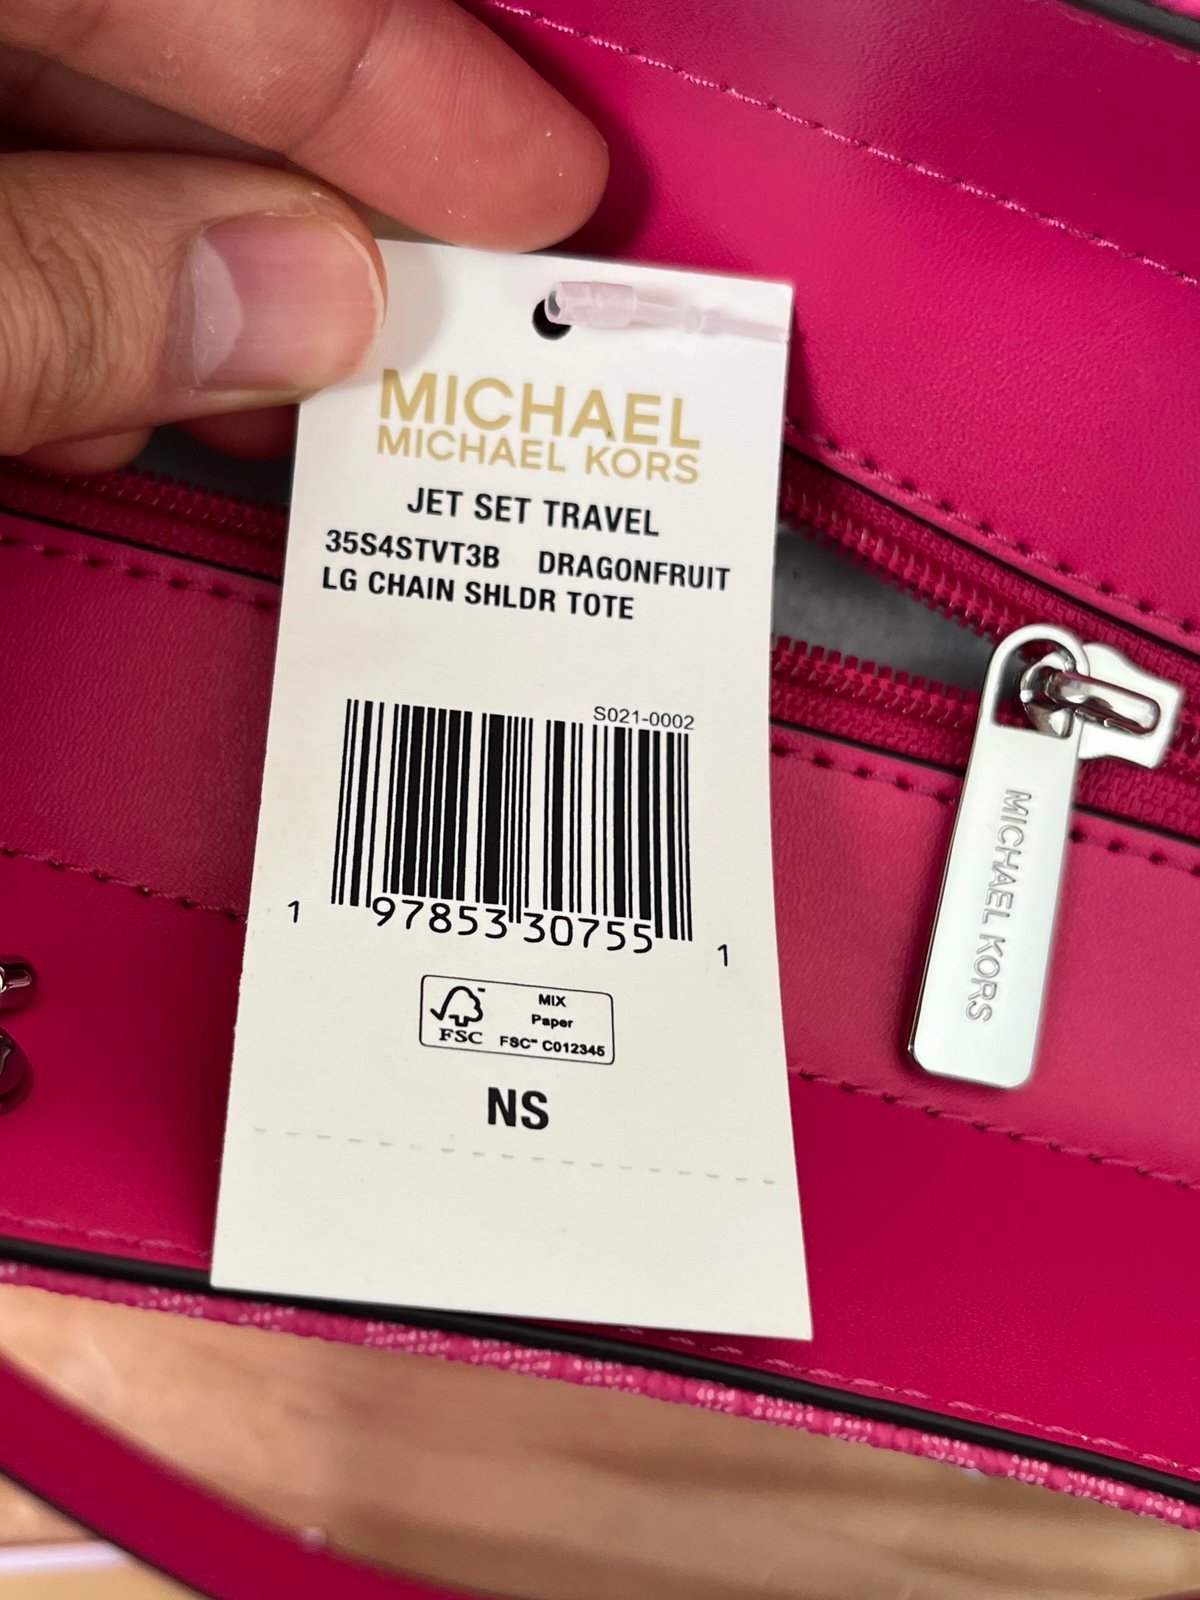 MICHAEL
MICHAEL KORS
JET SET TRAVEL
35S4STVT3B DRAGONFRUIT
LG CHAIN SHLDR TOTE
S021-0002
1 97853 30755 1
FSC
MIX
Paper
FSC™ C012345
NS
MICHAEL KORS